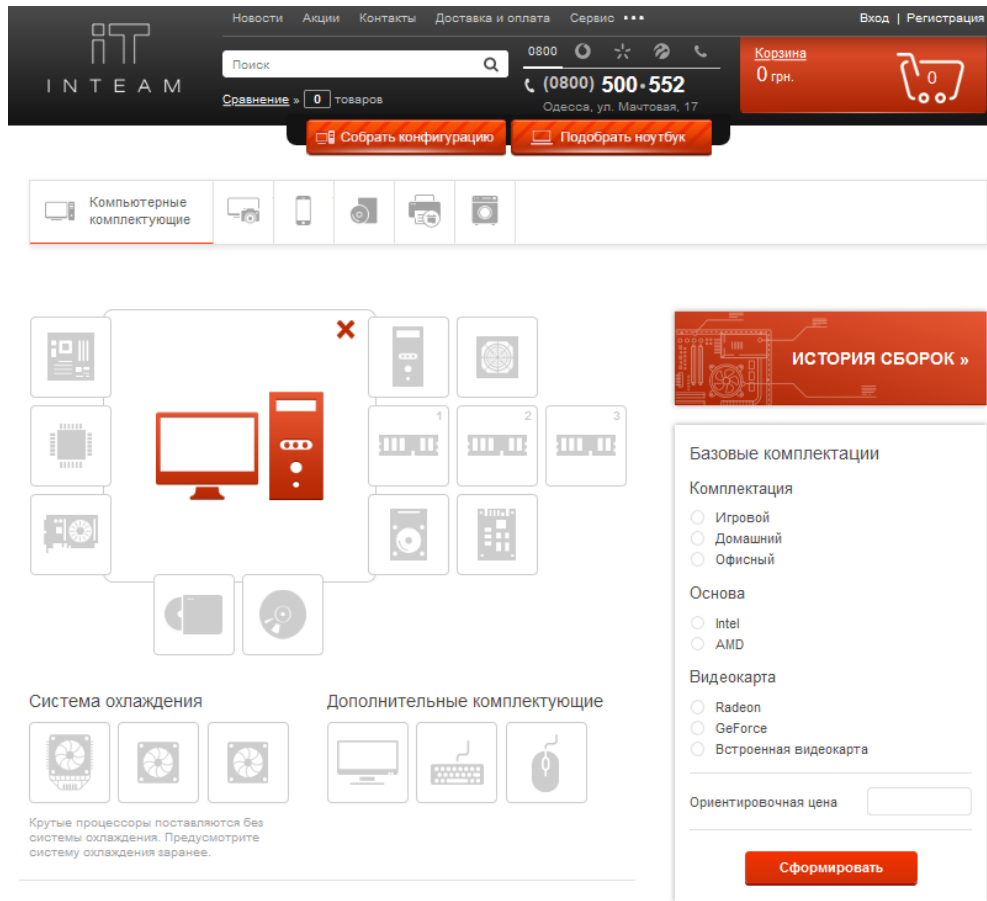 Новости Акции Контакты Доставка и оплата Сервис •••
Вход | Регистрация
iT
INTEAM
Поиск
0800
Корзина
0 грн.
0
(0800) 500-552
Сравнение » 0 товаров
Одесса, ул. Мачтовая, 17
Собрать конфигурацию
Подобрать ноутбук
Компьютерные
комплектующие
1
2
3
ИСТОРИЯ СБОРОК »
Базовые комплектации
Комплектация
Игровой
Домашний
Офисный
Основа
Intel
AMD
Видеокарта
Radeon
GeForce
Встроенная видеокарта
Ориентировочная цена
Сформировать
Система охлаждения
Дополнительные комплектующие
Крутые процессоры поставляются без
системы охлаждения. Предусмотрите
систему охлаждения заранее.